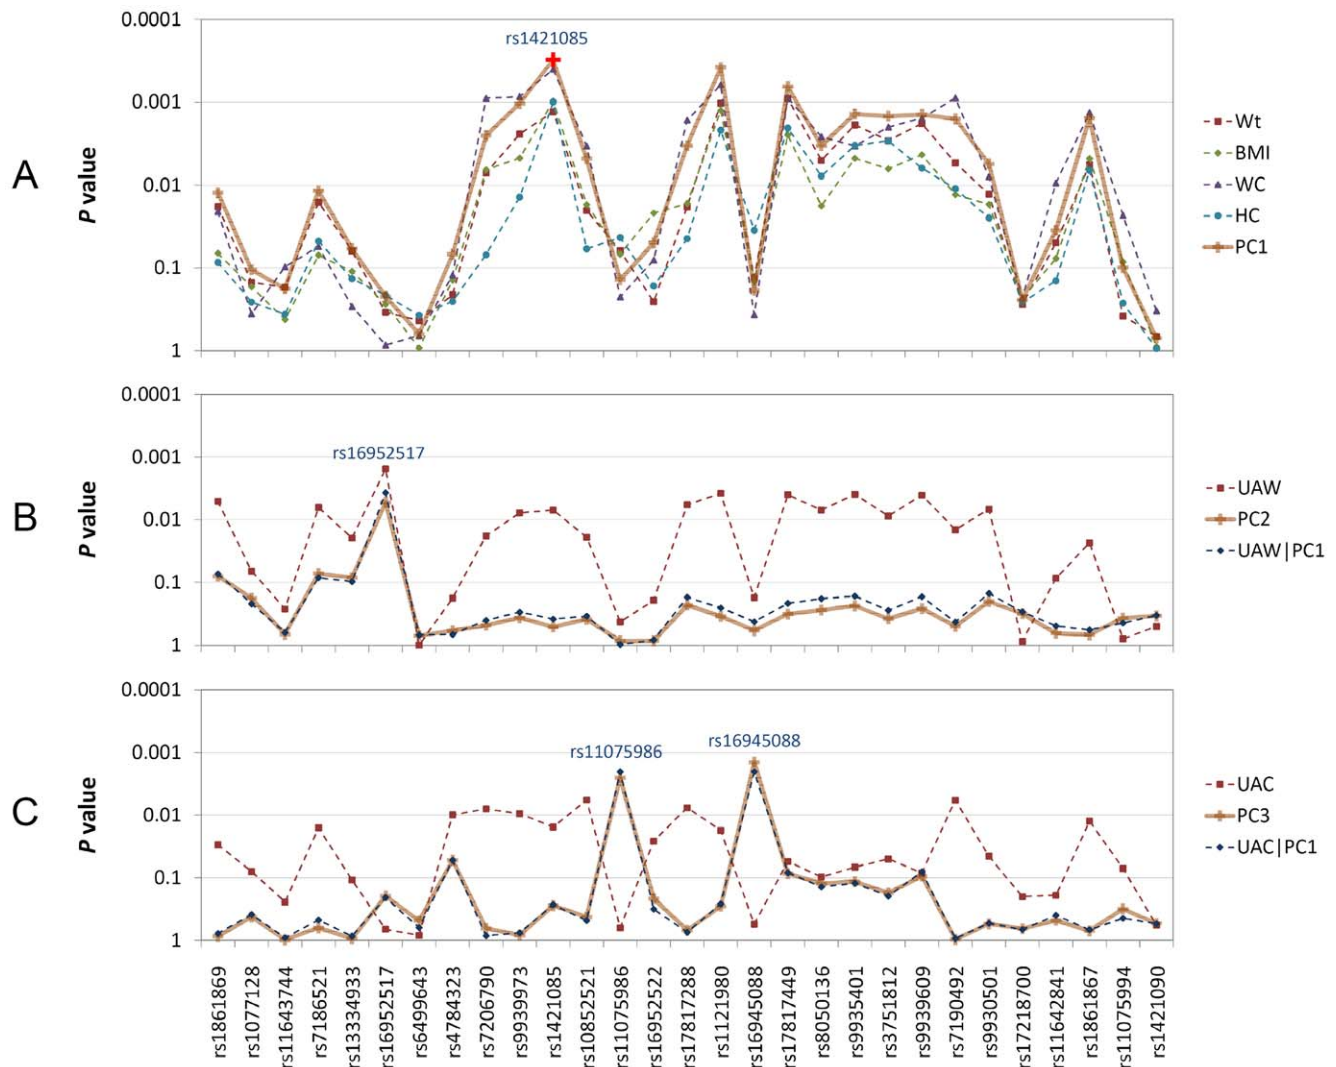 A
P value
0.0001
0.001
0.01
0.1
1
rs1421085
Wt
BMI
WC
HC
PC1
B
P value
0.0001
0.001
0.01
0.1
1
rs16952517
UAW
PC2
UAW|PC1
C
P value
0.0001
0.001
0.01
0.1
1
rs11075986
rs16945088
UAC
PC3
UAC|PC1
rs1861869
rs1077128
rs11643744
rs7186521
rs13334933
rs16952517
rs6499643
rs4784323
rs7206790
rs9939973
rs1421085
rs10852521
rs11075986
rs16952522
rs17817288
rs1121980
rs16945088
rs17817449
rs8050136
rs9935401
rs3751812
rs9939609
rs7190492
rs9930501
rs17218700
rs11642841
rs1861867
rs11075994
rs1421090